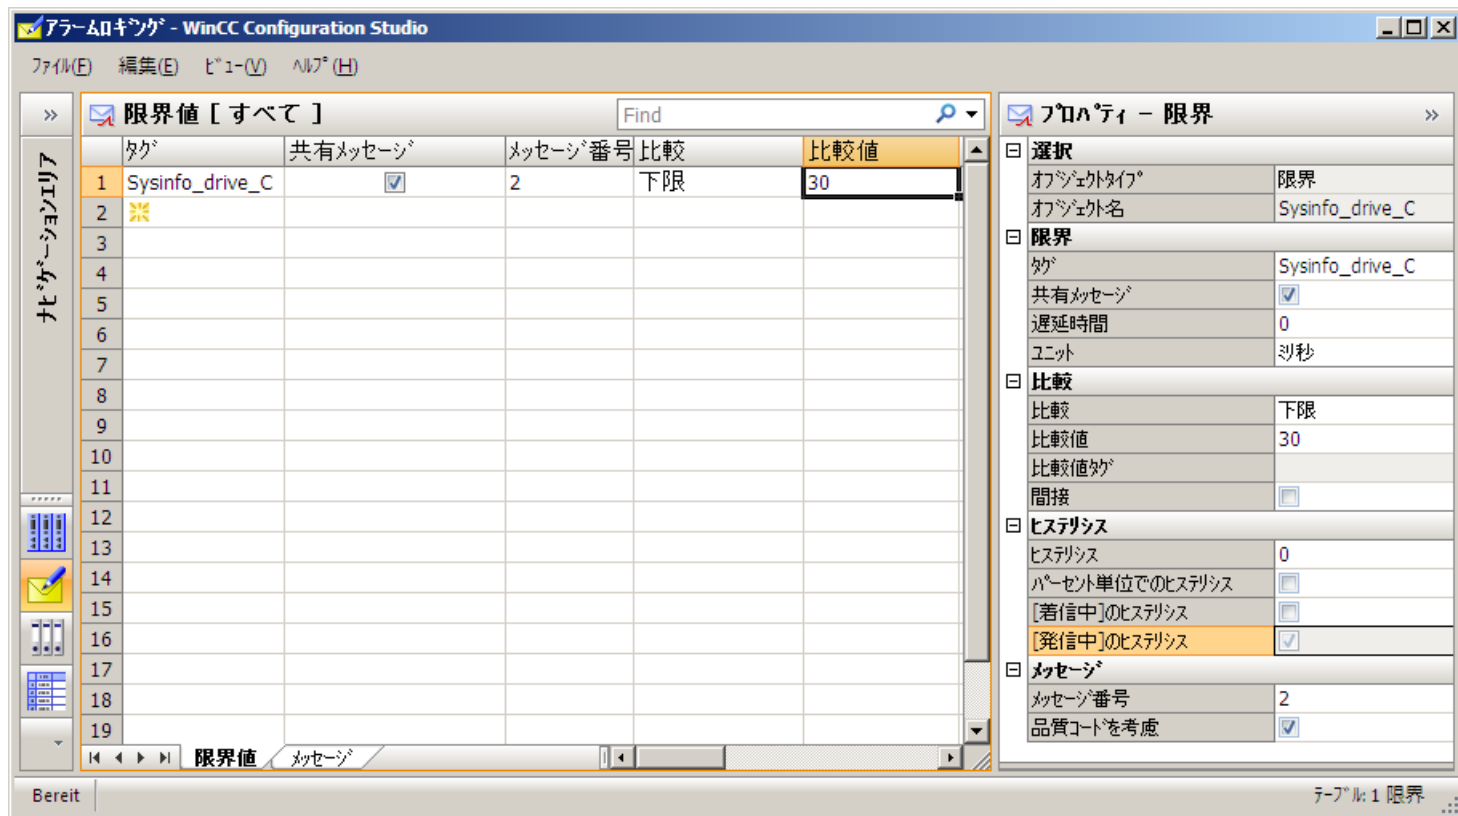 ｱﾗｰﾑﾛｷﾞﾝｸﾞ - WinCC Configuration Studio
ﾌｧｲﾙ(F) 編集(E) ﾋﾞｭｰ(V) ﾍﾙﾌﾟ(H)
ﾅﾋﾞｹﾞｰｼｮﾝｴﾘｱ
限界値 [ すべて ] Find
ﾀｸﾞ 共有ﾒｯｾｰｼﾞ ﾒｯｾｰｼﾞ番号 比較 比較値
1 Sysinfo_drive_C 2 下限 30
2
3
4
5
6
7
8
9
10
11
12
13
14
15
16
17
18
19
限界値 ﾒｯｾｰｼﾞ
ﾌﾟﾛﾊﾟﾃｨ - 限界
選択
ｵﾌﾞｼﾞｪｸﾄﾀｲﾌﾟ 限界
ｵﾌﾞｼﾞｪｸﾄ名 Sysinfo_drive_C
限界
ﾀｸﾞ Sysinfo_drive_C
共有ﾒｯｾｰｼﾞ
遅延時間 0
ﾕﾆｯﾄ ﾐﾘ秒
比較
比較 下限
比較値 30
比較値ﾀｸﾞ
間接
ﾋｽﾃﾘｼｽ
ﾋｽﾃﾘｼｽ 0
ﾊﾟｰｾﾝﾄ単位でのﾋｽﾃﾘｼｽ
[着信中]のﾋｽﾃﾘｼｽ
[発信中]のﾋｽﾃﾘｼｽ
ﾒｯｾｰｼﾞ
ﾒｯｾｰｼﾞ番号 2
品質ｺｰﾄﾞを考慮
Bereit ﾃｰﾌﾞﾙ: 1 限界